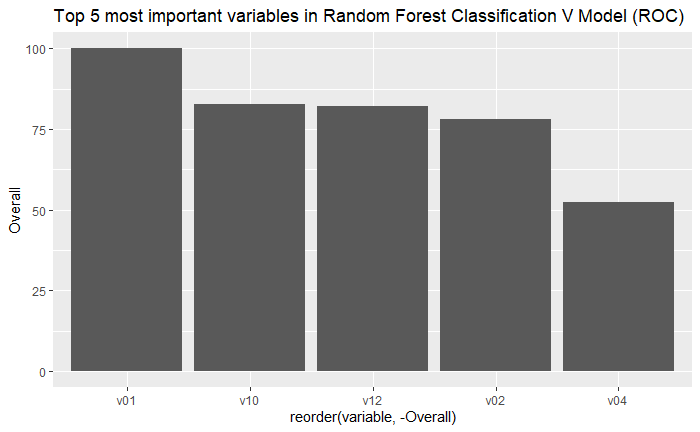 Top 5 most important variables in Random Forest Classification V Model (ROC)
Overall
100
75
50
25
0
v01 v10 v12 v02 v04
reorder(variable, -Overall)